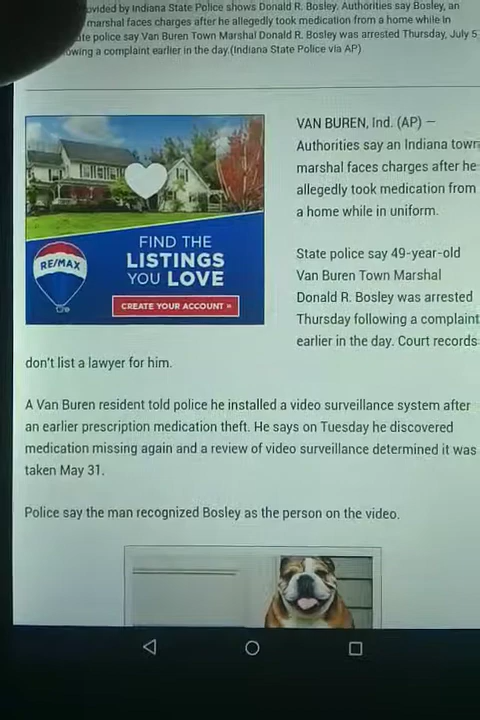 ovided by Indiana State Police shows Donald R. Bosley. Authorities say Bosley, an
marshal faces charges after he allegedly took medication from a home while in
te police say Van Buren Town Marshal Donald R. Bosley was arrested Thursday, July 5
owing a complaint earlier in the day.(Indiana State Police via AP)
VAN BUREN, Ind. (AP) —
Authorities say an Indiana town
marshal faces charges after he
allegedly took medication from
a home while in uniform.
State police say 49-year-old
Van Buren Town Marshal
Donald R. Bosley was arrested
Thursday following a complaint
earlier in the day. Court records
don't list a lawyer for him.
RE/MAX
FIND THE
LISTINGS
YOU LOVE
CREATE YOUR ACCOUNT »
A Van Buren resident told police he installed a video surveillance system after
an earlier prescription medication theft. He says on Tuesday he discovered
medication missing again and a review of video surveillance determined it was
taken May 31.
Police say the man recognized Bosley as the person on the video.